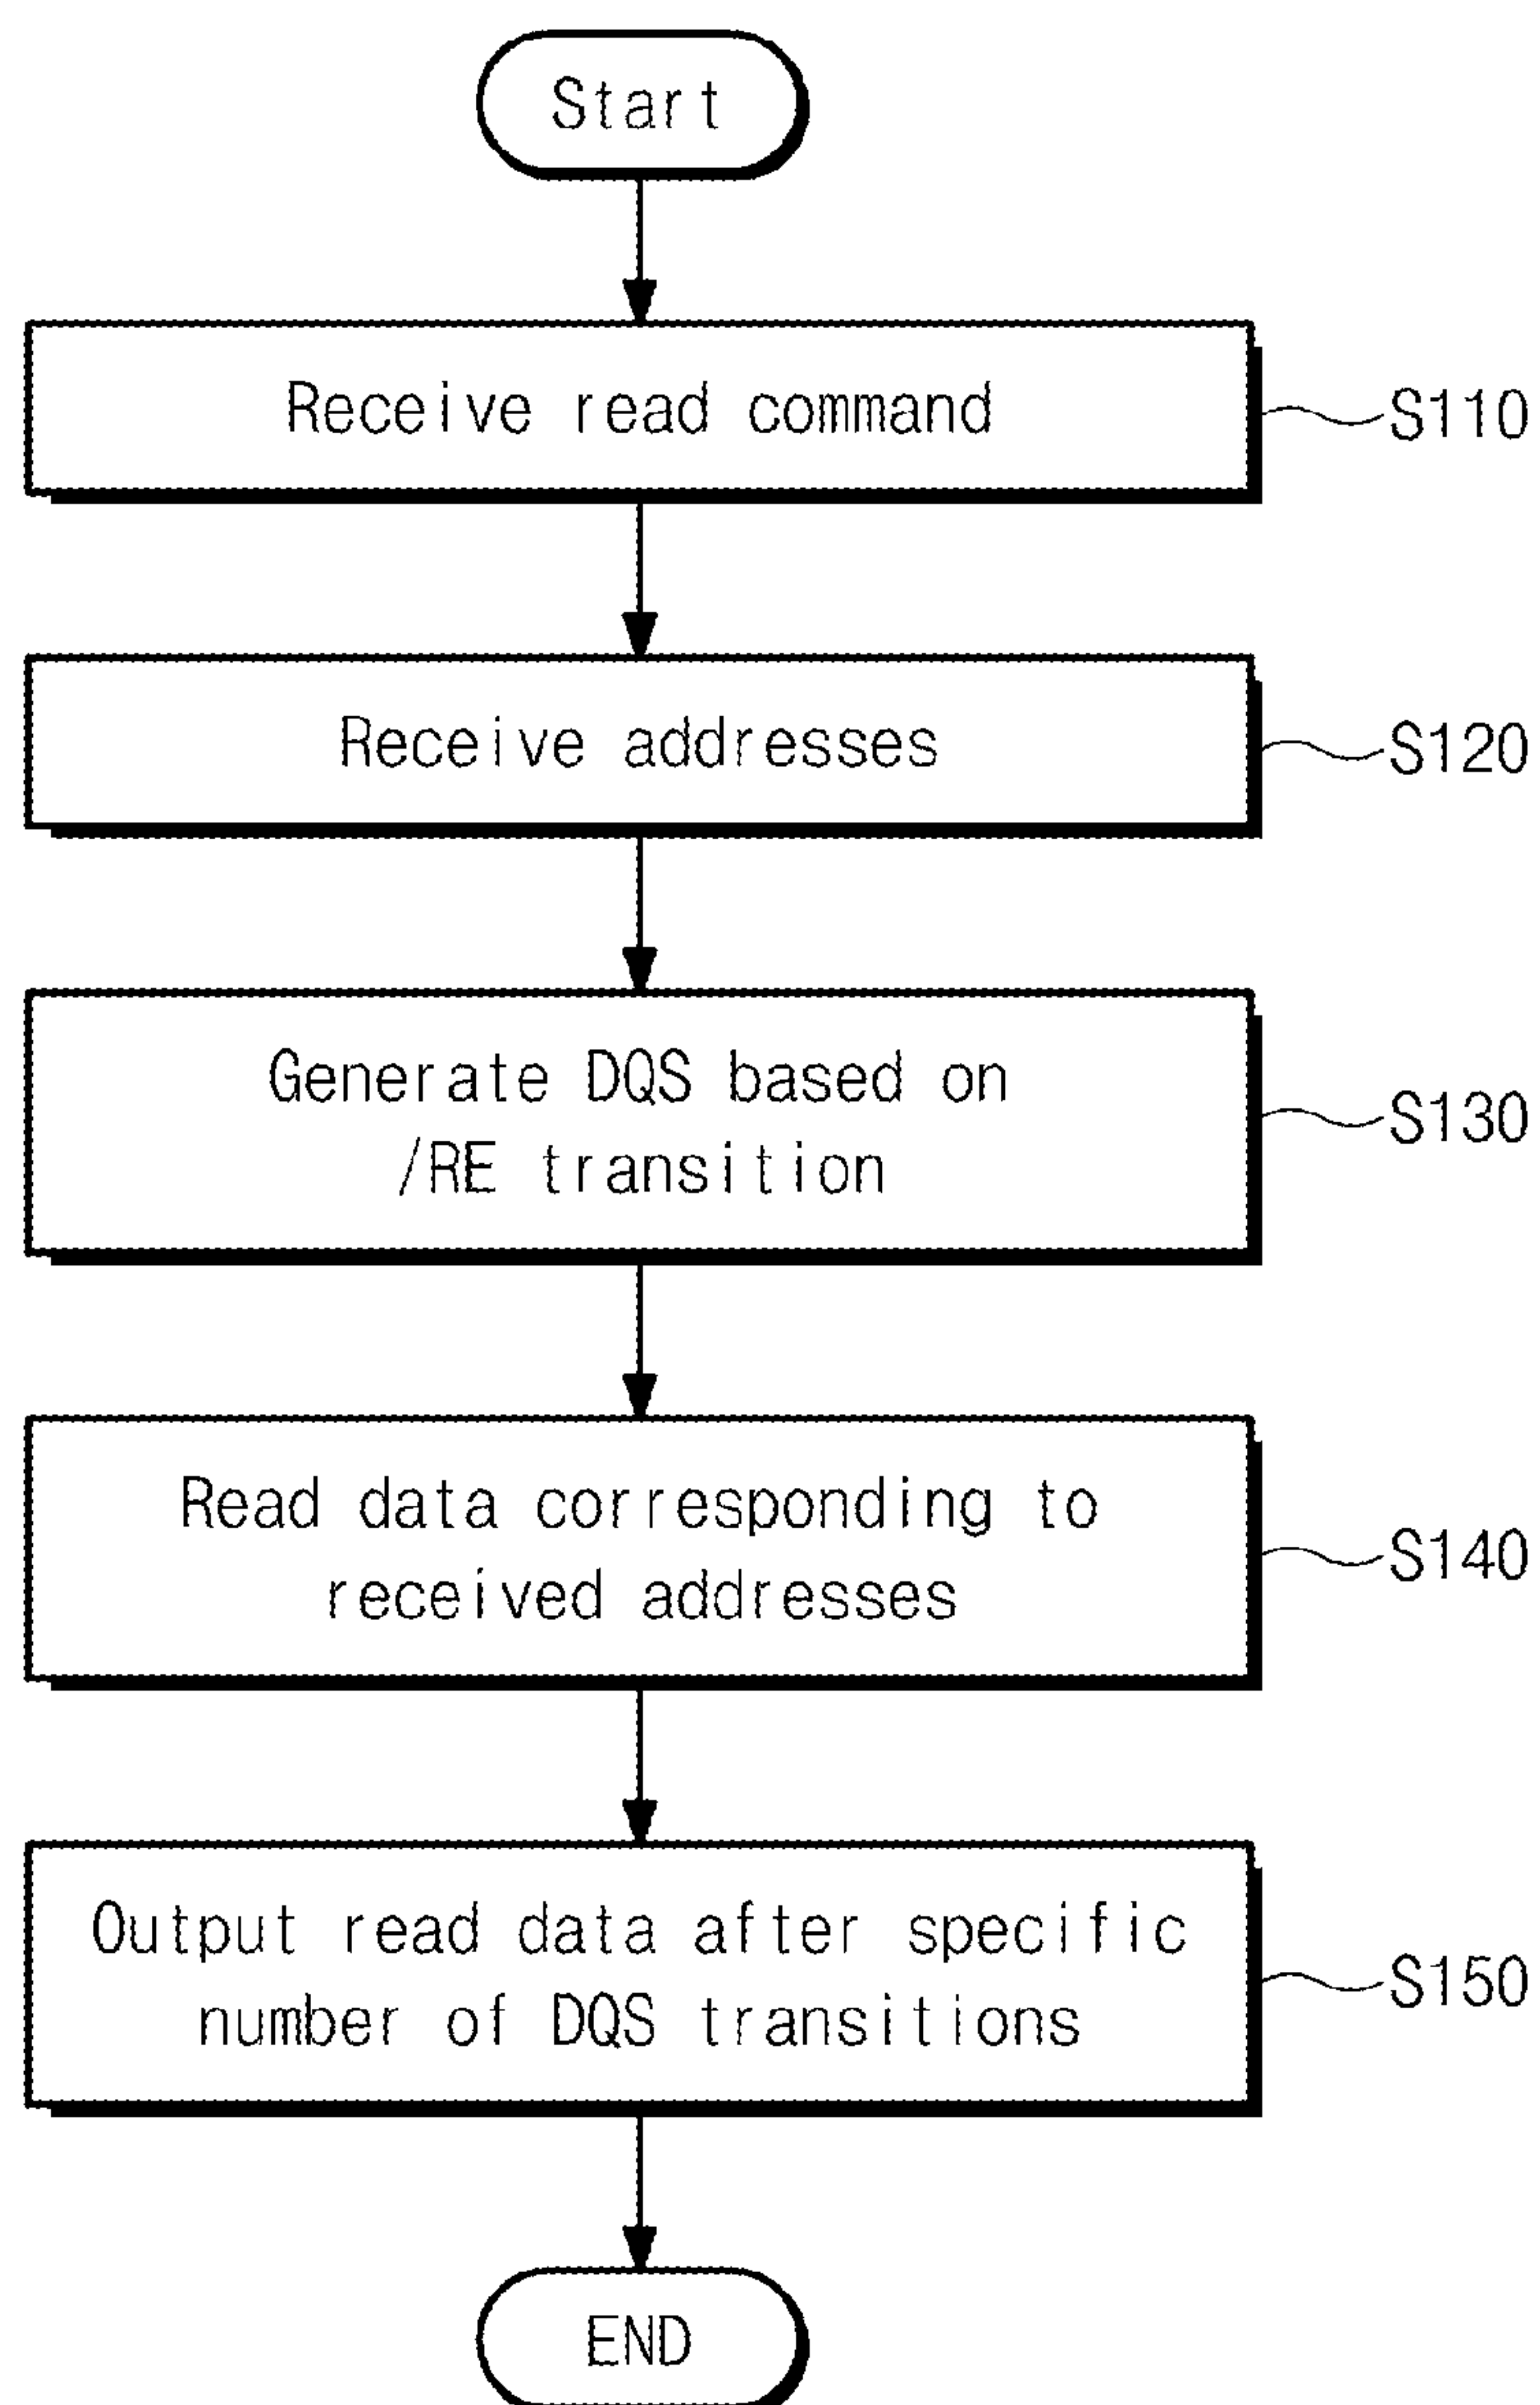 Start
Receive read command
S110
Receive addresses
S120
Generate DQS based on
/RE transition
S130
Read data corresponding to
received addresses
S140
Output read data after specific
number of DQS transitions
S150
END